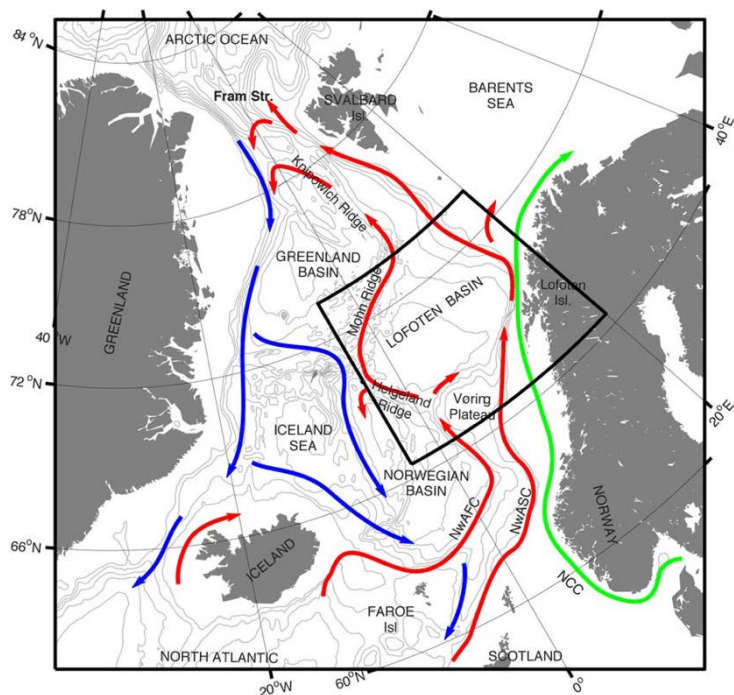 84°N
ARCTIC OCEAN
Fram Str.
SVALBARD
Isl.
BARENTS
SEA
40°E
Knipowich Ridge
78°N
GREENLAND
BASIN
GREENLAND
Mohn Ridge
LOFOTEN BASIN
Lofoten
Isl.
40°W
72°N
Helgeland
Ridge
Vøring
Plateau
20°E
ICELAND
SEA
NORWEGIAN
BASIN
NwAFC
NwASC
NORWAY
66°N
ICELAND
NCC
FAROE
Isl
NORTH ATLANTIC
SCOTLAND
20°W
60°N
0°